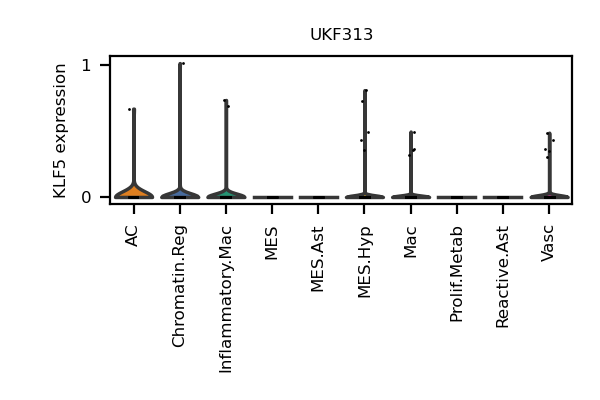 UKF313
KLF5 expression
1
0
AC
Chromatin.Reg
Inflammatory.Mac
MES
MES.Ast
MES.Hyp
Mac
Prolif.Metab
Reactive.Ast
Vasc